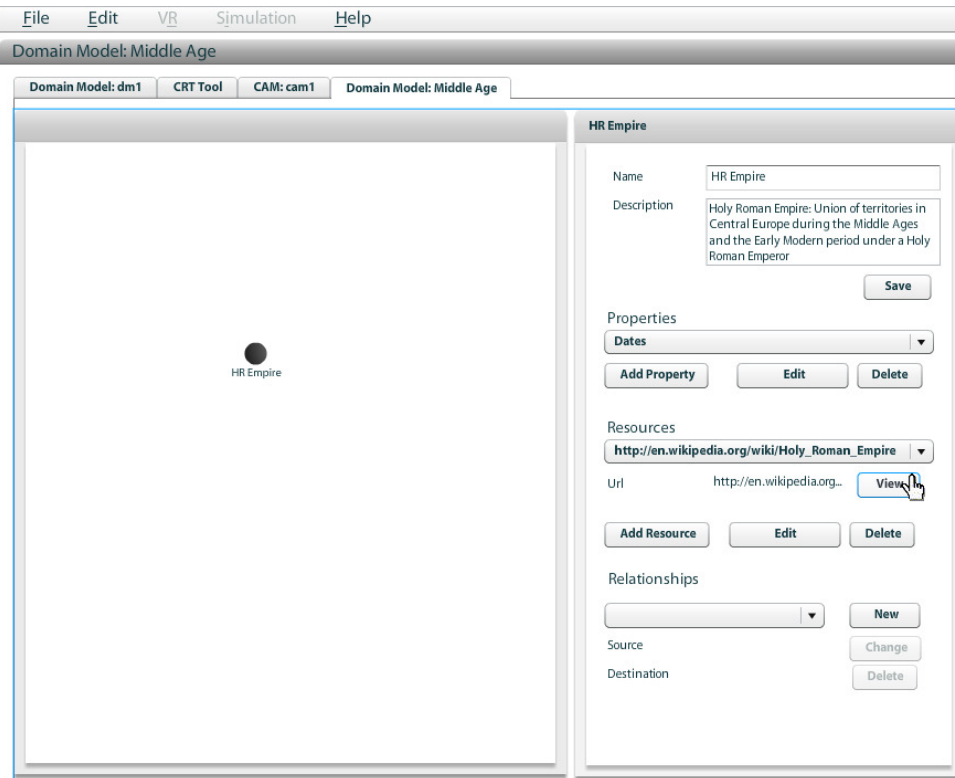 File Edit VR Simulation Help
Domain Model: Middle Age
Domain Model: dm1 CRT Tool CAM: cam1 Domain Model: Middle Age
HR Empire
HR Empire
Name HR Empire
Description Holy Roman Empire: Union of territories in
Central Europe during the Middle Ages
and the Early Modern period under a Holy
Roman Emperor
Save
Properties
Dates
Add Property Edit Delete
Resources
http://en.wikipedia.org/wiki/Holy_Roman_Empire
Url http://en.wikipedia.org... View
Add Resource Edit Delete
Relationships
New
Source Change
Destination Delete